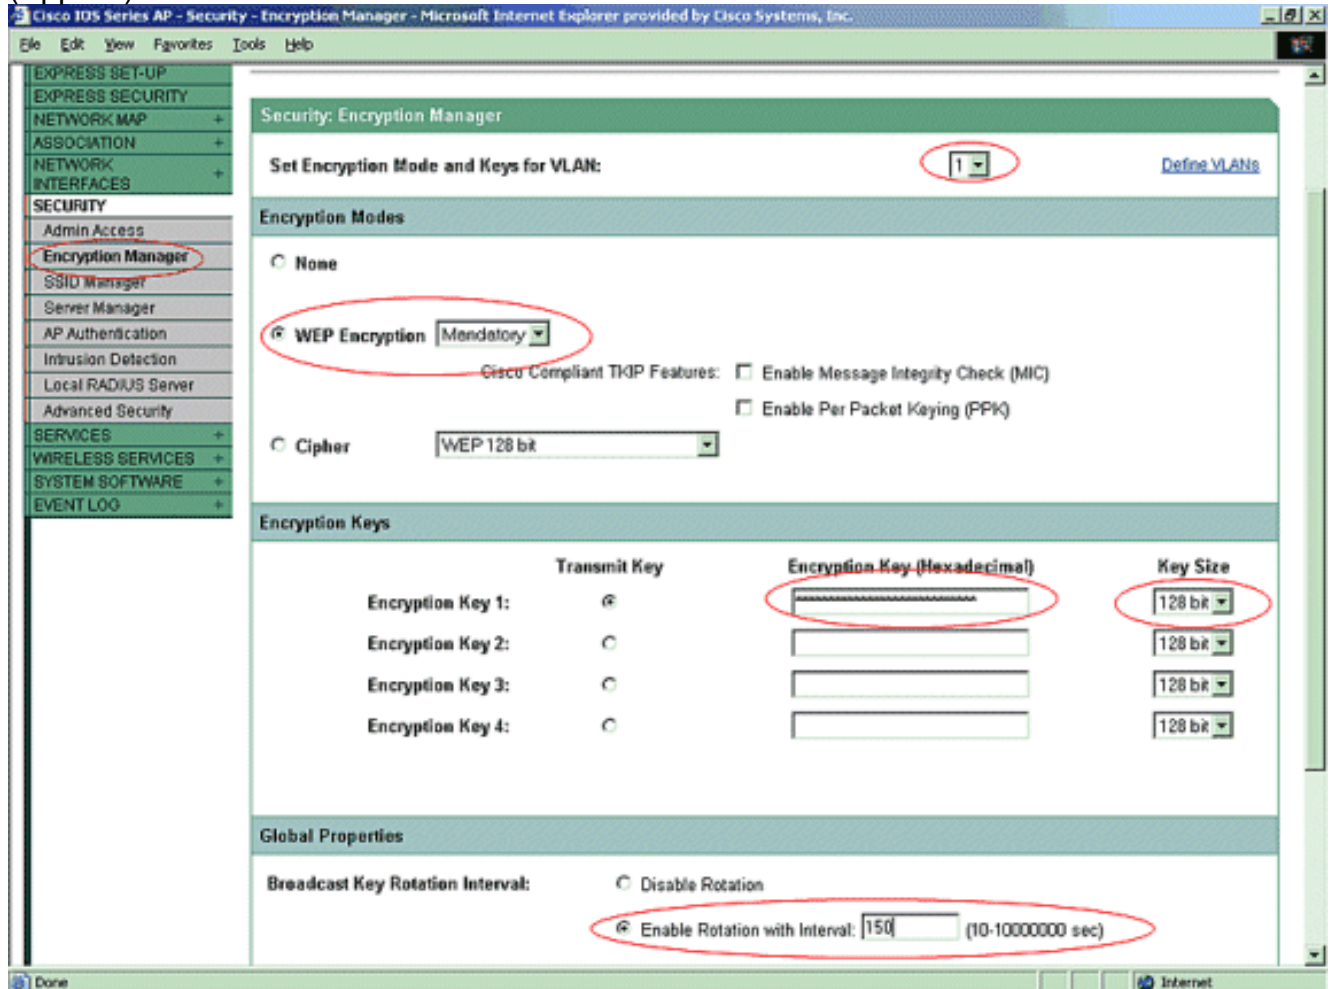 Cisco IOS Series AP - Security - Encryption Manager - Microsoft Internet Explorer provided by Cisco Systems, Inc.
File Edit View Favorites Tools Help
EXPRESS SET-UP
EXPRESS SECURITY
NETWORK MAP +
ASSOCIATION +
NETWORK INTERFACES +
SECURITY
Admin Access
Encryption Manager
SSID Manager
Server Manager
AP Authentication
Intrusion Detection
Local RADIUS Server
Advanced Security
SERVICES +
WIRELESS SERVICES +
SYSTEM SOFTWARE +
EVENT LOG +
Security: Encryption Manager
Set Encryption Mode and Keys for VLAN: 1 Define VLANs
Encryption Modes
None
WEP Encryption Mandatory
Cisco Compliant TKIP Features: Enable Message Integrity Check (MIC)
Enable Per Packet Keying (PPK)
Cipher WEP 128 bit
Encryption Keys
Transmit Key Encryption Key (Hexadecimal) Key Size
Encryption Key 1: 128 bit
Encryption Key 2: 128 bit
Encryption Key 3: 128 bit
Encryption Key 4: 128 bit
Global Properties
Broadcast Key Rotation Interval: Disable Rotation
Enable Rotation with Interval: 150 (10-10000000 sec)
Done Internet